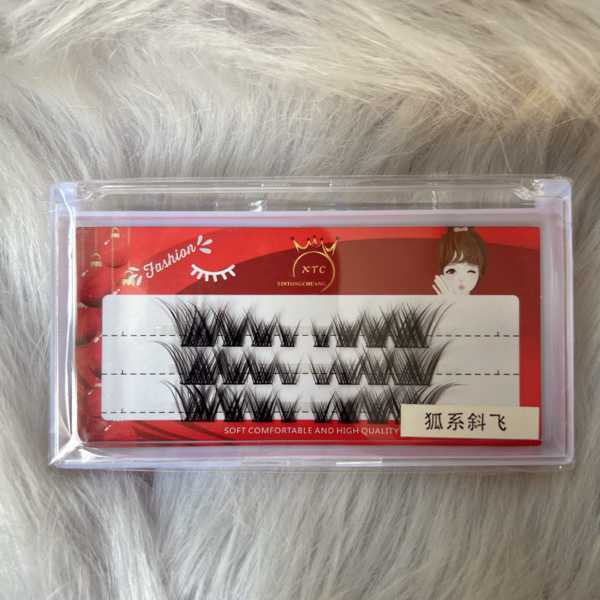 Fashion
XTC
XINTONGCHUANG
SOFT COMFORTABLE AND HIGH QUALITY
狐系斜飞